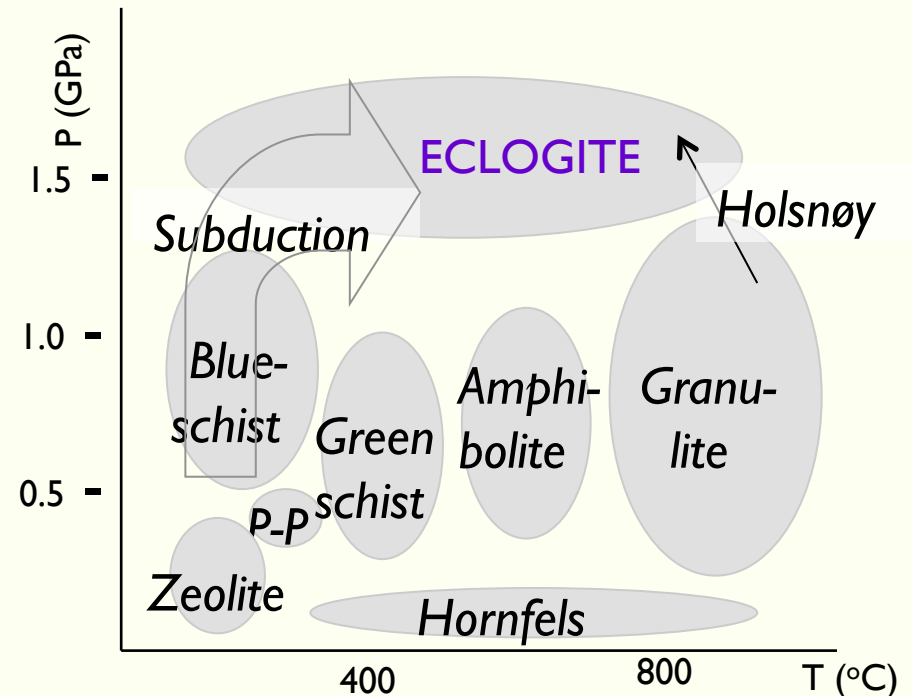 P (GPa)
1.5
ECLOGITE
Holsnøy
Subduction
1.0
Blue-
schist
Green
schist
Amphi-
bolite
Granu-
lite
0.5
P-P
Zeolite
Hornfels
400
800
T (°C)